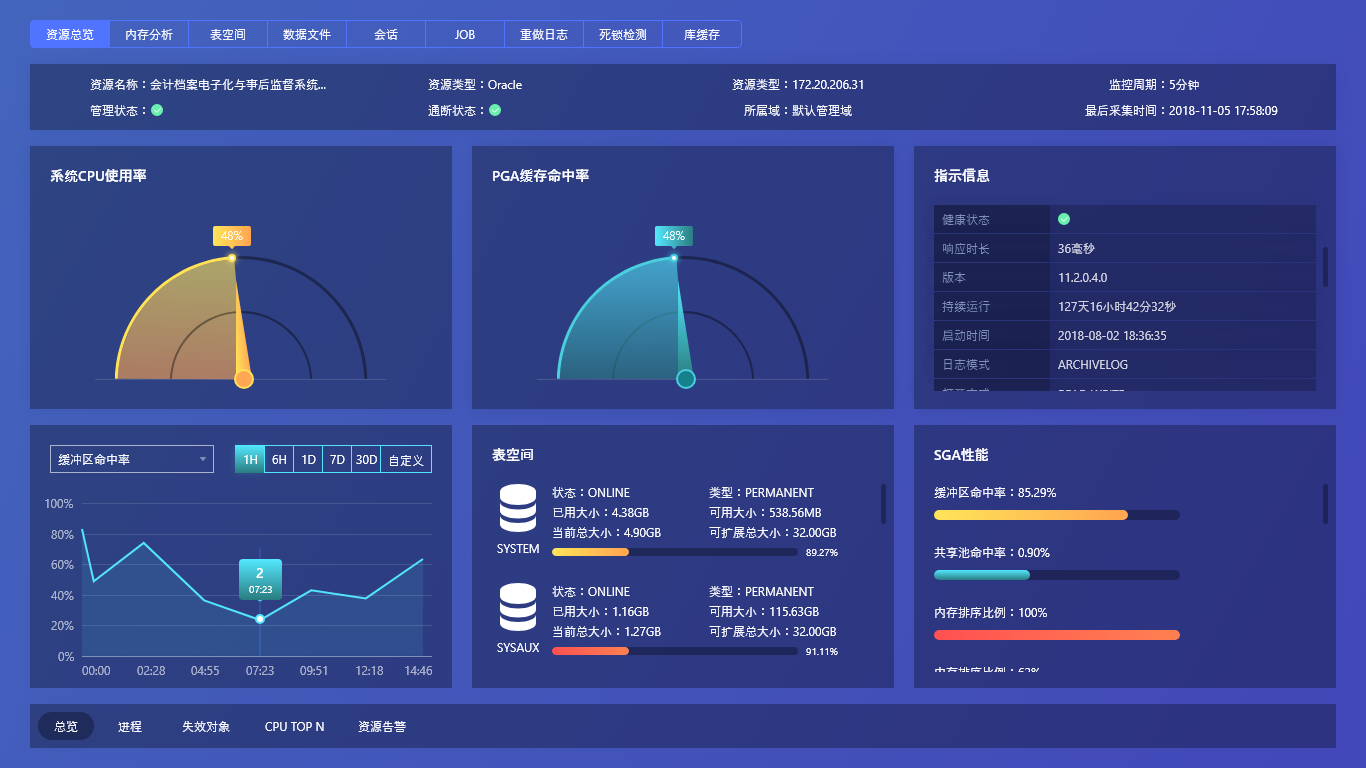 资源总览 内存分析 表空间 数据文件 会话 JOB 重做日志 死锁检测 库缓存
资源名称：会计档案电子化与事后监督系统... 资源类型：Oracle 资源类型：172.20.206.31 监控周期：5分钟
管理状态： 通断状态： 所属域：默认管理域 最后采集时间：2018-11-05 17:58:09
系统CPU使用率
48%
PGA缓存命中率
48%
指示信息
健康状态
响应时长 36毫秒
版本 11.2.0.4.0
持续运行 127天16小时42分32秒
启动时间 2018-08-02 18:36:35
日志模式 ARCHIVELOG
缓冲区命中率 1H 6H 1D 7D 30D 自定义
100%
80%
60%
40%
20%
0%
2
07:23
00:00 02:28 04:55 07:23 09:51 12:18 14:46
表空间
SYSTEM
状态：ONLINE 类型：PERMANENT
已用大小：4.38GB 可用大小：538.56MB
当前总大小：4.90GB 可扩展总大小：32.00GB
89.27%
SYSAUX
状态：ONLINE 类型：PERMANENT
已用大小：1.16GB 可用大小：115.63GB
当前总大小：1.27GB 可扩展总大小：32.00GB
91.11%
SGA性能
缓冲区命中率：85.29%
共享池命中率：0.90%
内存排序比例：100%
总览 进程 失效对象 CPU TOP N 资源告警